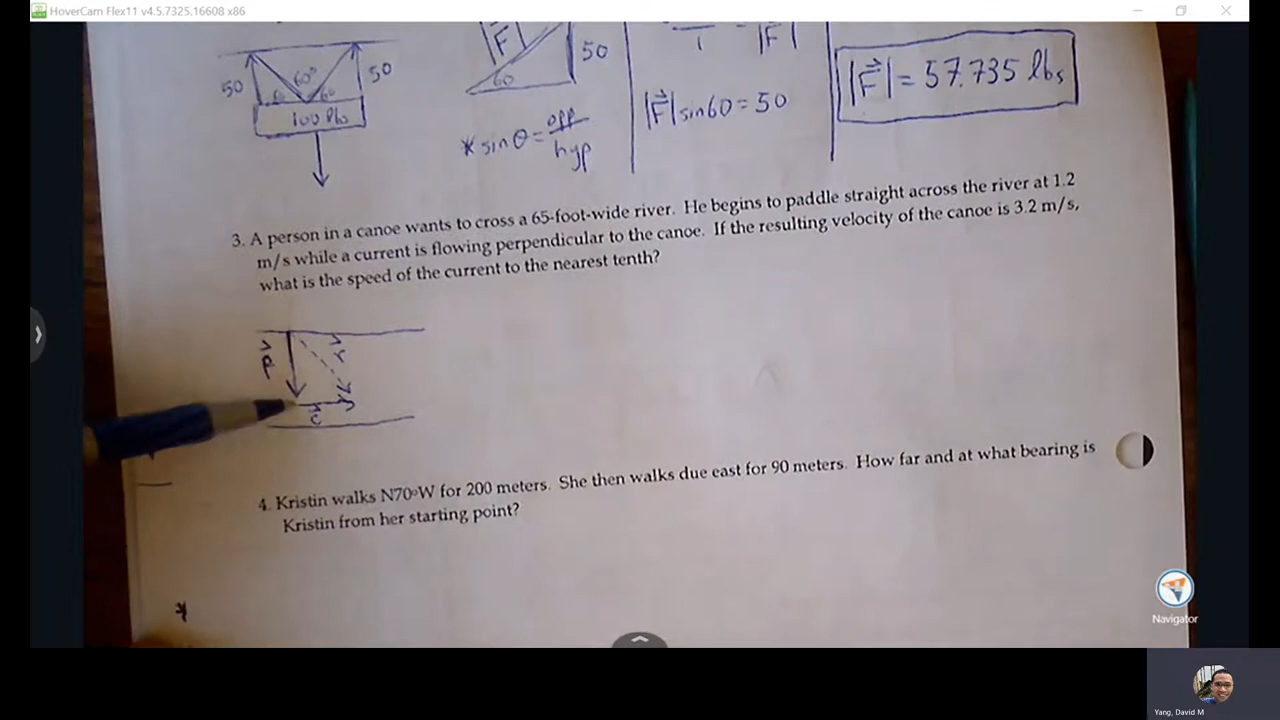 HoverCam Flex11 v4.5.7325.16608 x86
50
60°
50
100 lbs
|F|
60
50
* sin θ = opp/hyp
1 = |F|
|F| sin60 = 50
|F| = 57.735 lbs
3. A person in a canoe wants to cross a 65-foot-wide river. He begins to paddle straight across the river at 1.2
m/s while a current is flowing perpendicular to the canoe. If the resulting velocity of the canoe is 3.2 m/s,
what is the speed of the current to the nearest tenth?
P
r
c
4. Kristin walks N70°W for 200 meters. She then walks due east for 90 meters. How far and at what bearing is
Kristin from her starting point?
Navigator
Yang, David M